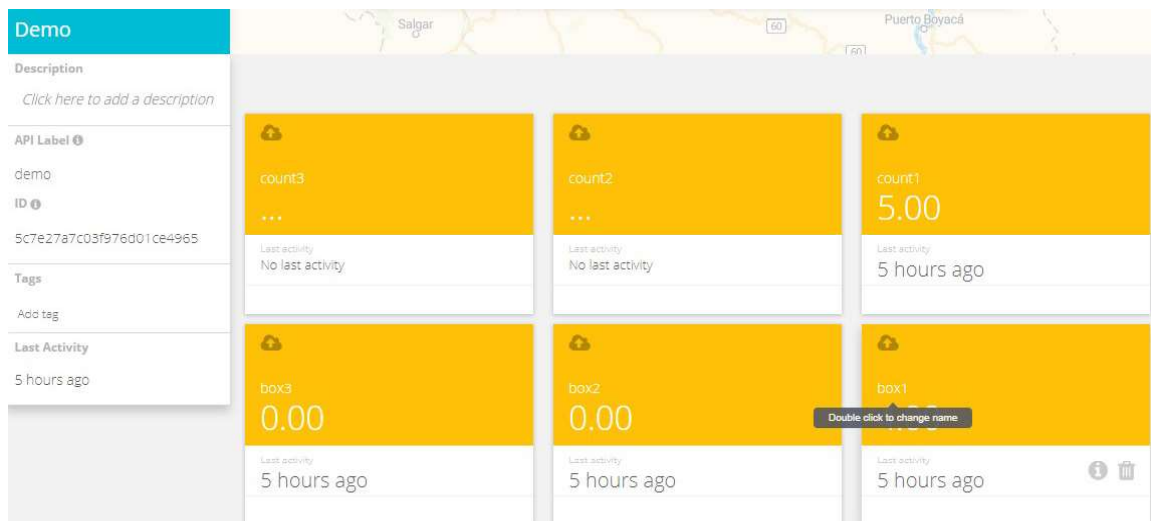 Demo
Description
Click here to add a description
API Label
demo
ID
5c7e27a7c03f976d01ce4965
Tags
Add tag
Last Activity
5 hours ago
Salgar
60
Puerto Boyacá
60
count3
...
Last activity
No last activity
count2
...
Last activity
No last activity
count1
5.00
Last activity
5 hours ago
box3
0.00
Last activity
5 hours ago
box2
0.00
Last activity
5 hours ago
box1
Double click to change name
Last activity
5 hours ago